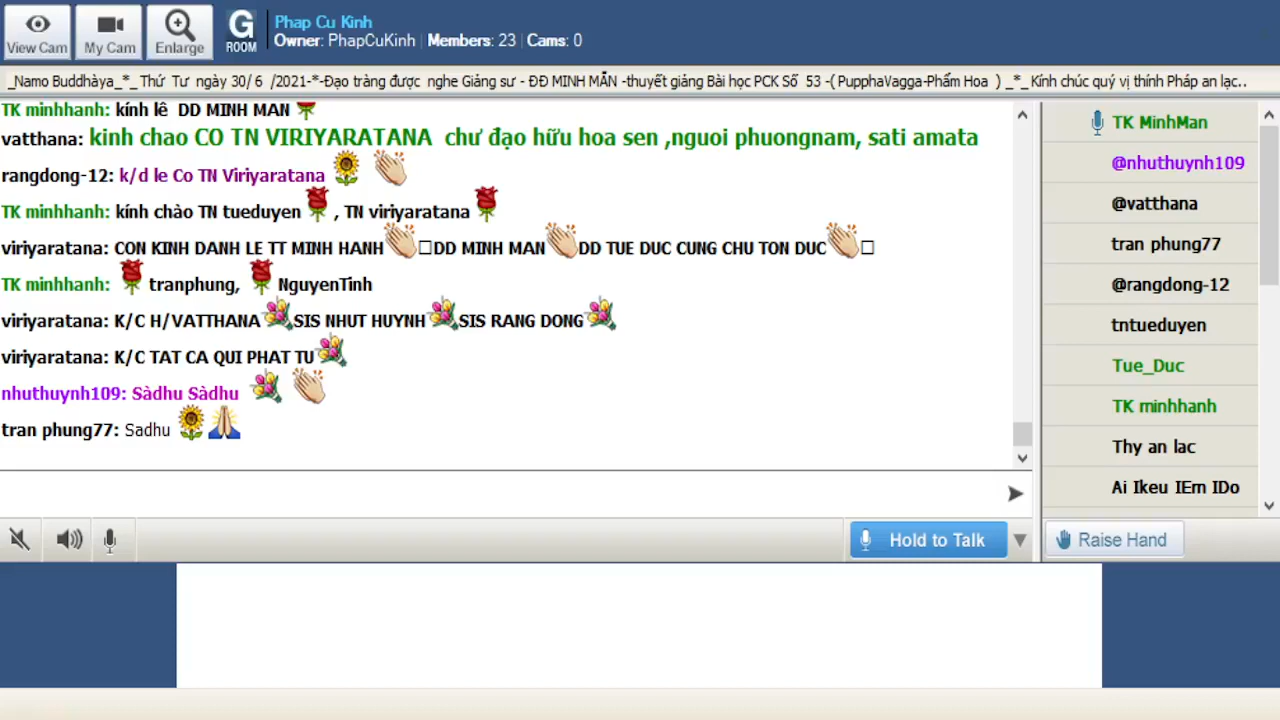 View Cam
My Cam
Enlarge
G
ROOM
Phap Cu Kinh
Owner: PhapCuKinh | Members: 23 | Cams: 0
_Namo Buddhàya_*_Thứ Tư ngày 30/ 6 /2021-*-Đạo tràng được nghe Giảng sư - ĐĐ MINH MẪN -thuyết giảng Bài học PCK Số 53 -( PupphaVagga-Phẩm Hoa ) _*_Kính chúc quý vị thính Pháp an lạc..
TK minhhanh: kính lê DD MINH MAN
vatthana: kinh chao CO TN VIRIYARATANA chư đạo hữu hoa sen ,nguoi phuongnam, sati amata
rangdong-12: k/d le Co TN Viriyaratana
TK minhhanh: kính chào TN tueduyen , TN viriyaratana
viriyaratana: CON KINH DANH LE TT MINH HANH DD MINH MAN DD TUE DUC CUNG CHU TON DUC
TK minhhanh: tranphung, NguyenTinh
viriyaratana: K/C H/VATTHANA SIS NHUT HUYNH SIS RANG DONG
viriyaratana: K/C TAT CA QUI PHAT TU
nhuthuynh109: Sàdhu Sàdhu
tran phung77: Sadhu
TK MinhMan
@nhuthuynh109
@vatthana
tran phung77
@rangdong-12
tntueduyen
Tue_Duc
TK minhhanh
Thy an lac
Ai Ikeu IEm IDo
Hold to Talk
Raise Hand